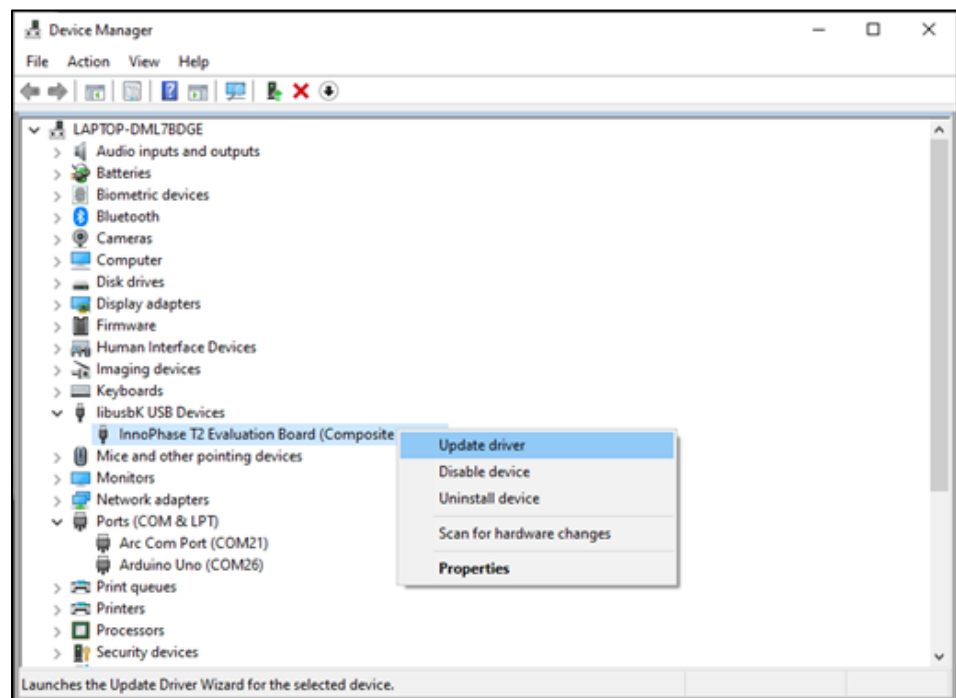 Device Manager
File Action View Help
LAPTOP-DML7BDGE
Audio inputs and outputs
Batteries
Biometric devices
Bluetooth
Cameras
Computer
Disk drives
Display adapters
Firmware
Human Interface Devices
Imaging devices
Keyboards
libusbK USB Devices
InnoPhase T2 Evaluation Board (Composite
Update driver
Disable device
Uninstall device
Scan for hardware changes
Properties
Mice and other pointing devices
Monitors
Network adapters
Ports (COM & LPT)
Arc Com Port (COM21)
Arduino Uno (COM26)
Print queues
Printers
Processors
Security devices
Launches the Update Driver Wizard for the selected device.